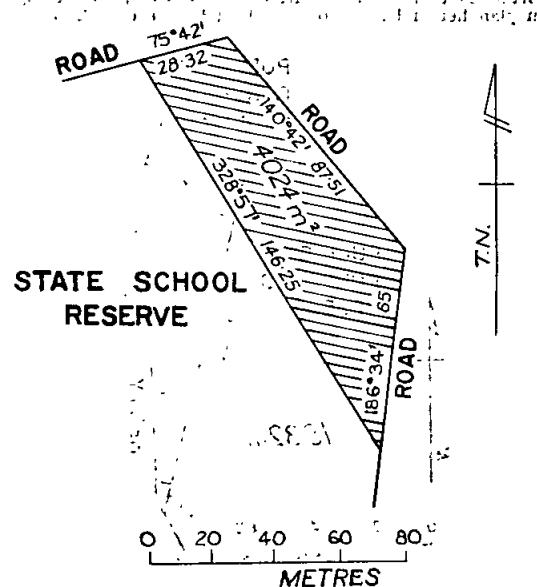 75°42'
ROAD
28·32
ROAD
140°42' 87·51
4024 m²
328°57' 146·25
STATE SCHOOL
RESERVE
T.N.
65
186°34'
ROAD
0 20 40 60 80
METRES